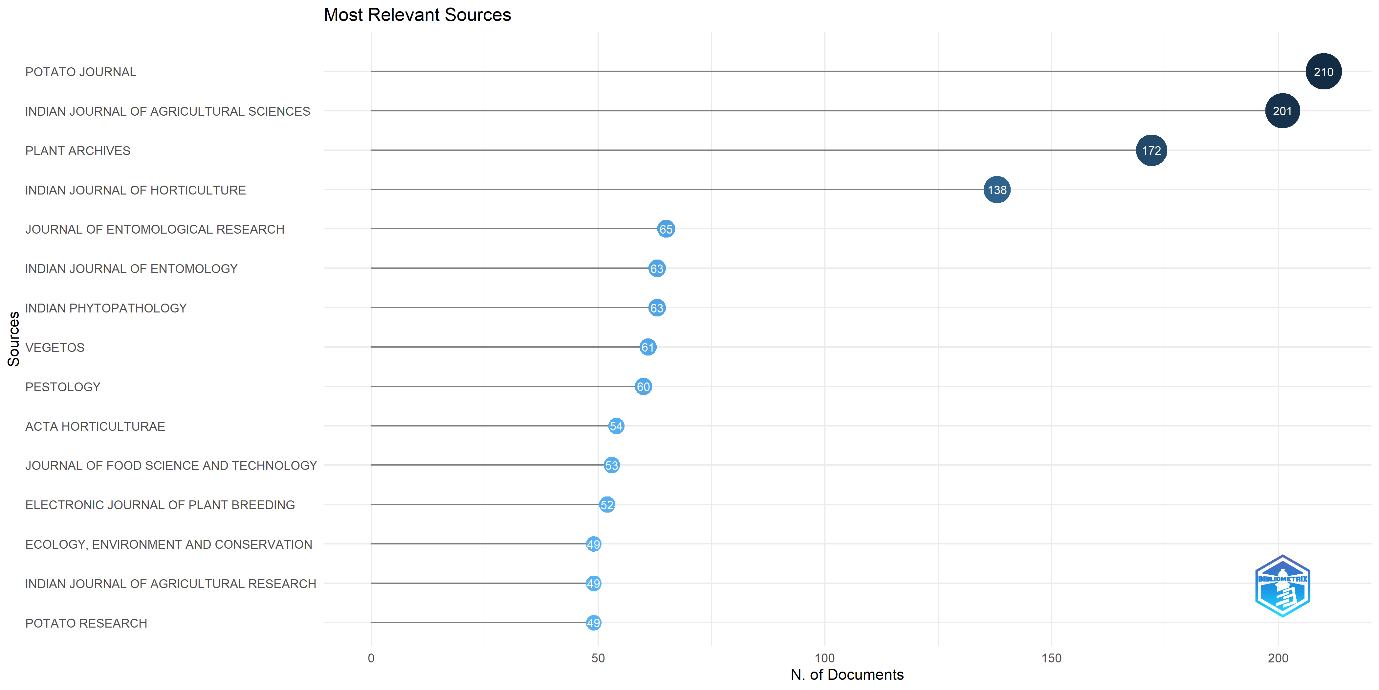 Most Relevant Sources
POTATO JOURNAL
210
INDIAN JOURNAL OF AGRICULTURAL SCIENCES
201
PLANT ARCHIVES
172
INDIAN JOURNAL OF HORTICULTURE
138
JOURNAL OF ENTOMOLOGICAL RESEARCH
65
INDIAN JOURNAL OF ENTOMOLOGY
63
INDIAN PHYTOPATHOLOGY
63
VEGETOS
61
PESTOLOGY
60
ACTA HORTICULTURAE
54
JOURNAL OF FOOD SCIENCE AND TECHNOLOGY
53
ELECTRONIC JOURNAL OF PLANT BREEDING
52
ECOLOGY, ENVIRONMENT AND CONSERVATION
49
INDIAN JOURNAL OF AGRICULTURAL RESEARCH
49
POTATO RESEARCH
49
Sources
BIBLIOMETRIX
0 50 100 150 200
N. of Documents